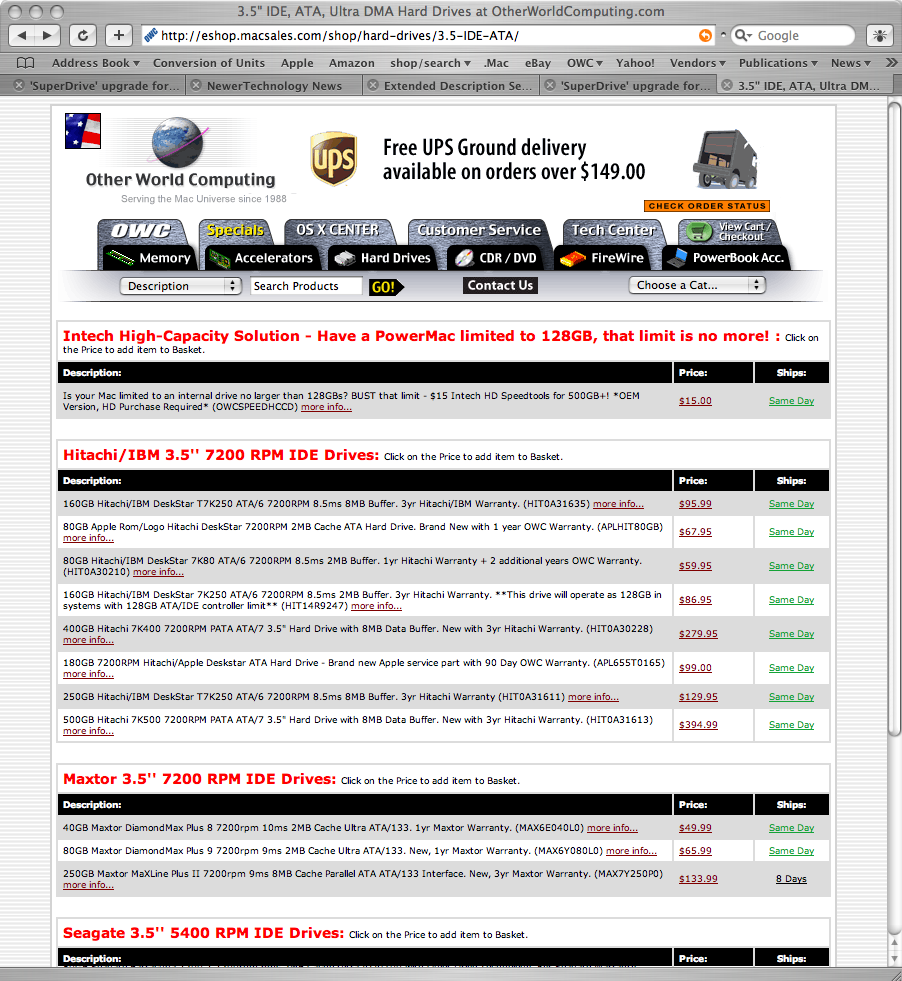 3.5" IDE, ATA, Ultra DMA Hard Drives at OtherWorldComputing.com
http://eshop.macsales.com/shop/hard-drives/3.5-IDE-ATA/
Google
Address Book Conversion of Units Apple Amazon shop/search .Mac eBay OWC Yahoo! Vendors Publications News
'SuperDrive' upgrade for... NewerTechnology News Extended Description Se... 'SuperDrive' upgrade for... 3.5" IDE, ATA, Ultra DM...
Other World Computing
Serving the Mac Universe since 1988
ups
Free UPS Ground delivery
available on orders over $149.00
CHECK ORDER STATUS
OWC Specials OS X CENTER Customer Service Tech Center View Cart / Checkout
Memory Accelerators Hard Drives CDR / DVD FireWire PowerBook Acc.
Description Search Products GO! Contact Us Choose a Cat...
Intech High-Capacity Solution - Have a PowerMac limited to 128GB, that limit is no more! : Click on
the Price to add item to Basket.
Description: Price: Ships:
Is your Mac limited to an internal drive no larger than 128GBs? BUST that limit - $15 Intech HD Speedtools for 500GB+! *OEM
Version, HD Purchase Required* (OWCSPEEDHCCD) more info... $15.00 Same Day
Hitachi/IBM 3.5'' 7200 RPM IDE Drives: Click on the Price to add item to Basket.
Description: Price: Ships:
160GB Hitachi/IBM DeskStar T7K250 ATA/6 7200RPM 8.5ms 8MB Buffer. 3yr Hitachi/IBM Warranty. (HIT0A31635) more info... $95.99 Same Day
80GB Apple Rom/Logo Hitachi DeskStar 7200RPM 2MB Cache ATA Hard Drive. Brand New with 1 year OWC Warranty. (APLHIT80GB)
more info... $67.95 Same Day
80GB Hitachi/IBM DeskStar 7K80 ATA/6 7200RPM 8.5ms 2MB Buffer. 1yr Hitachi Warranty + 2 additional years OWC Warranty.
(HIT0A30210) more info... $59.95 Same Day
160GB Hitachi/IBM DeskStar 7K250 ATA/6 7200RPM 8.5ms 2MB Buffer. 3yr Hitachi Warranty. **This drive will operate as 128GB in
systems with 128GB ATA/IDE controller limit** (HIT14R9247) more info... $86.95 Same Day
400GB Hitachi 7K400 7200RPM PATA ATA/7 3.5" Hard Drive with 8MB Data Buffer. New with 3yr Hitachi Warranty. (HIT0A30228)
more info... $279.95 Same Day
180GB 7200RPM Hitachi/Apple Deskstar ATA Hard Drive - Brand new Apple service part with 90 Day OWC Warranty. (APL655T0165)
more info... $99.00 Same Day
250GB Hitachi/IBM DeskStar T7K250 ATA/6 7200RPM 8.5ms 8MB Buffer. 3yr Hitachi Warranty (HIT0A31611) more info... $129.95 Same Day
500GB Hitachi 7K500 7200RPM PATA ATA/7 3.5" Hard Drive with 8MB Data Buffer. New with 3yr Hitachi Warranty. (HIT0A31613)
more info... $394.99 Same Day
Maxtor 3.5'' 7200 RPM IDE Drives: Click on the Price to add item to Basket.
Description: Price: Ships:
40GB Maxtor DiamondMax Plus 8 7200rpm 10ms 2MB Cache Ultra ATA/133. 1yr Maxtor Warranty. (MAX6E040L0) more info... $49.99 Same Day
80GB Maxtor DiamondMax Plus 9 7200rpm 9ms 2MB Cache Ultra ATA/133. New, 1yr Maxtor Warranty. (MAX6Y080L0) more info... $65.99 Same Day
250GB Maxtor MaXLine Plus II 7200rpm 9ms 8MB Cache Parallel ATA ATA/133 Interface. New, 3yr Maxtor Warranty. (MAX7Y250P0)
more info... $133.99 8 Days
Seagate 3.5'' 5400 RPM IDE Drives: Click on the Price to add item to Basket.
Description: Price: Ships: